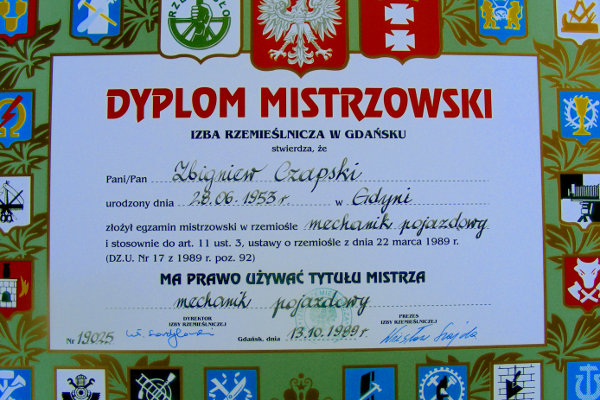 DYPLOM MISTRZOWSKI
IZBA RZEMIEŚLNICZA W GDAŃSKU
stwierdza, że
Pani/Pan Zbigniew Czapski
urodzony dnia 28.06.1953 r. w Gdyni
złożył egzamin mistrzowski w rzemiośle mechanik pojazdowy
i stosownie do art. 11 ust. 3, ustawy o rzemiośle z dnia 22 marca 1989 r.
(DZ.U. Nr 17 z 1989 r. poz. 92)
MA PRAWO UŻYWAĆ TYTUŁU MISTRZA
mechanik pojazdowy
DYREKTOR
IZBY RZEMIEŚLNICZEJ
PREZES
IZBY RZEMIEŚLNICZEJ
Nr 19025
Gdańsk, dnia 13.10.1989 r.